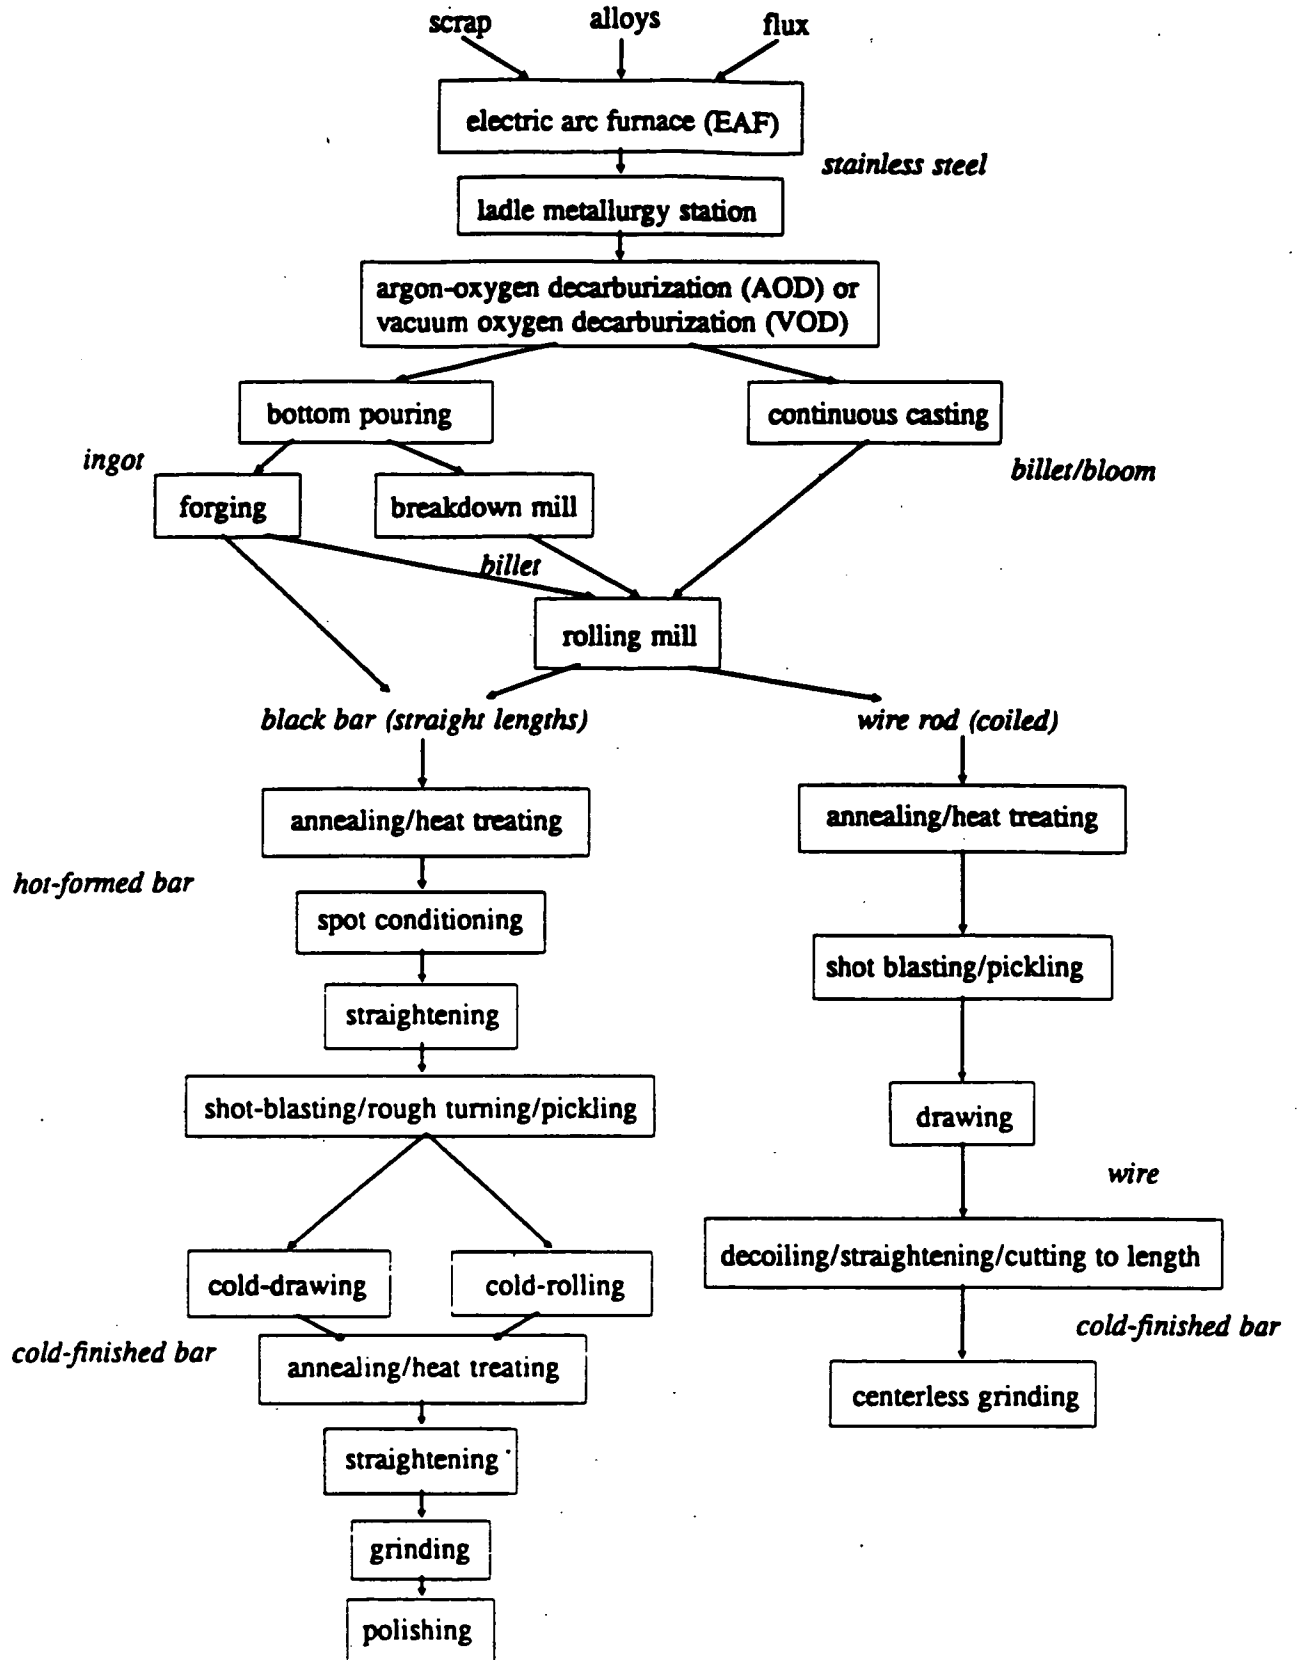 scrap
alloys
flux
electric arc furnace (EAF)
stainless steel
ladle metallurgy station
argon-oxygen decarburization (AOD) or
vacuum oxygen decarburization (VOD)
bottom pouring
continuous casting
ingot
billet/bloom
forging
breakdown mill
billet
rolling mill
black bar (straight lengths)
wire rod (coiled)
annealing/heat treating
annealing/heat treating
hot-formed bar
spot conditioning
shot blasting/pickling
straightening
shot-blasting/rough turning/pickling
drawing
wire
decoiling/straightening/cutting to length
cold-drawing
cold-rolling
cold-finished bar
cold-finished bar
annealing/heat treating
centerless grinding
straightening
grinding
polishing